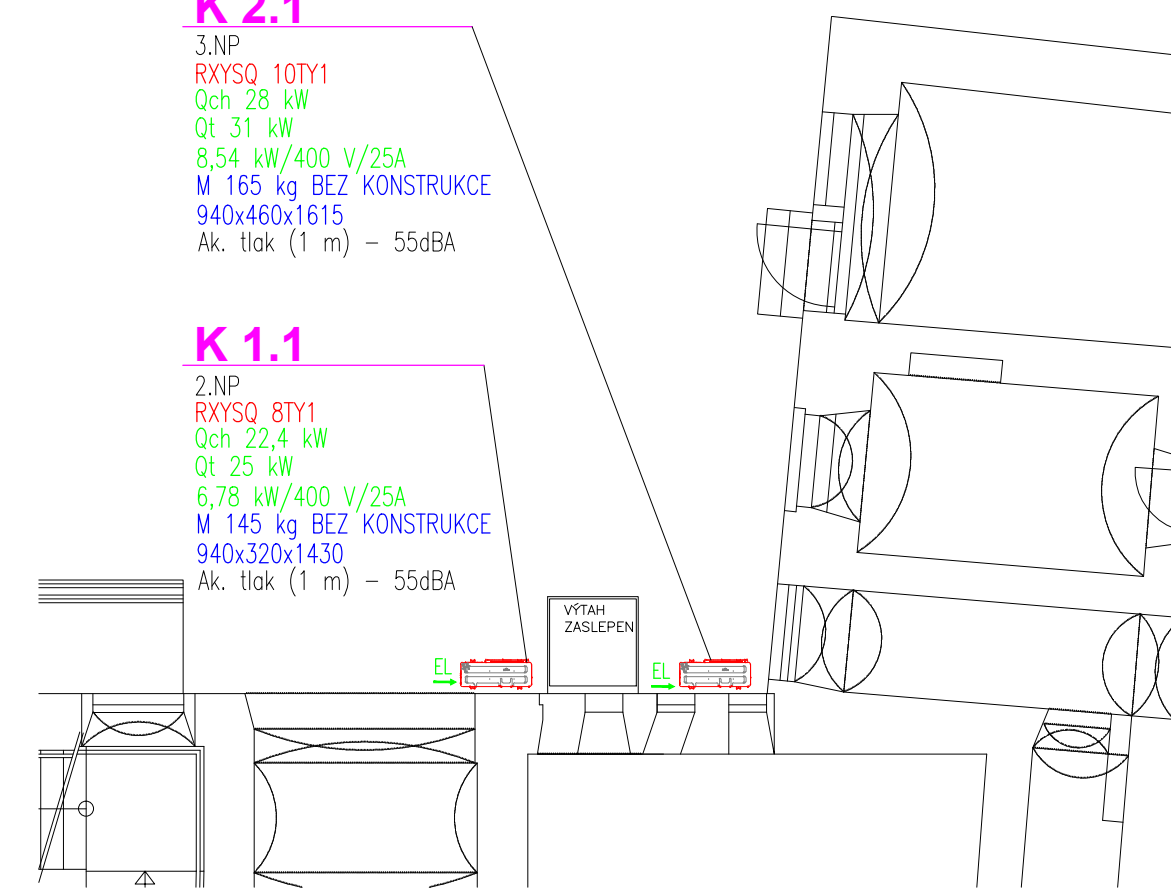 K 2.1
3.NP
RXYSQ 10TY1
Qch 28 kW
Qt 31 kW
8,54 kW/400 V/25A
M 165 kg BEZ KONSTRUKCE
940x460x1615
Ak. tlak (1 m) – 55dBA
K 1.1
2.NP
RXYSQ 8TY1
Qch 22,4 kW
Qt 25 kW
6,78 kW/400 V/25A
M 145 kg BEZ KONSTRUKCE
940x320x1430
Ak. tlak (1 m) – 55dBA
VÝTAH
ZASLEPEN
EL
EL